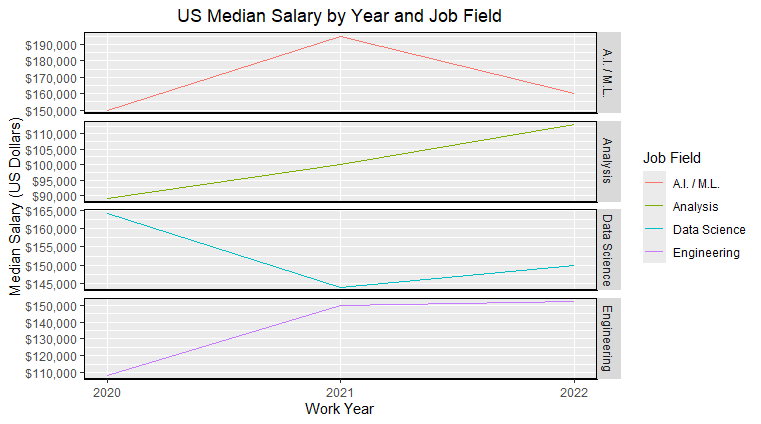 US Median Salary by Year and Job Field
Median Salary (US Dollars)
$190,000
$180,000
$170,000
$160,000
$150,000
A.I. / M.L.
$110,000
$105,000
$100,000
$95,000
$90,000
Analysis
$165,000
$160,000
$155,000
$150,000
$145,000
Data Science
$150,000
$140,000
$130,000
$120,000
$110,000
Engineering
2020 2021 2022
Work Year
Job Field
A.I. / M.L.
Analysis
Data Science
Engineering